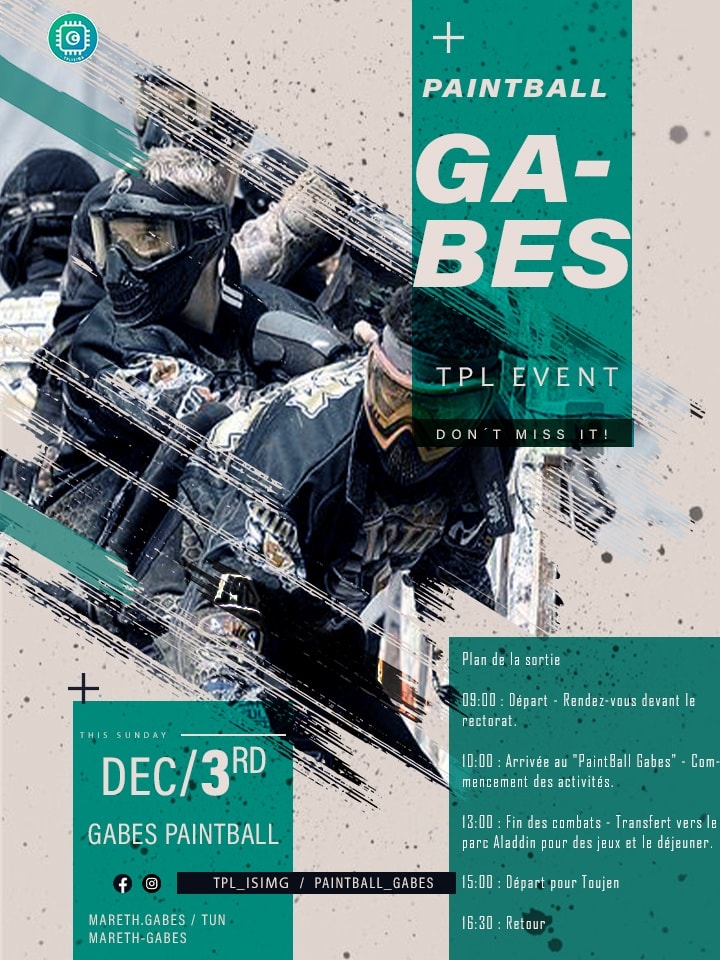 PAINTBALL
GA-
BES
TPL EVENT
DON´T MISS IT!
Plan de la sortie
09:00 : Départ - Rendez-vous devant le
rectorat.
10:00 : Arrivée au "PaintBall Gabes" - Com-
mencement des activités.
13:00 : Fin des combats - Transfert vers le
parc Aladdin pour des jeux et le déjeuner.
15:00 : Départ pour Toujen
16:30 : Retour
THIS SUNDAY
DEC/3RD
GABES PAINTBALL
TPL_ISIMG / PAINTBALL_GABES
MARETH.GABES / TUN
MARETH-GABES